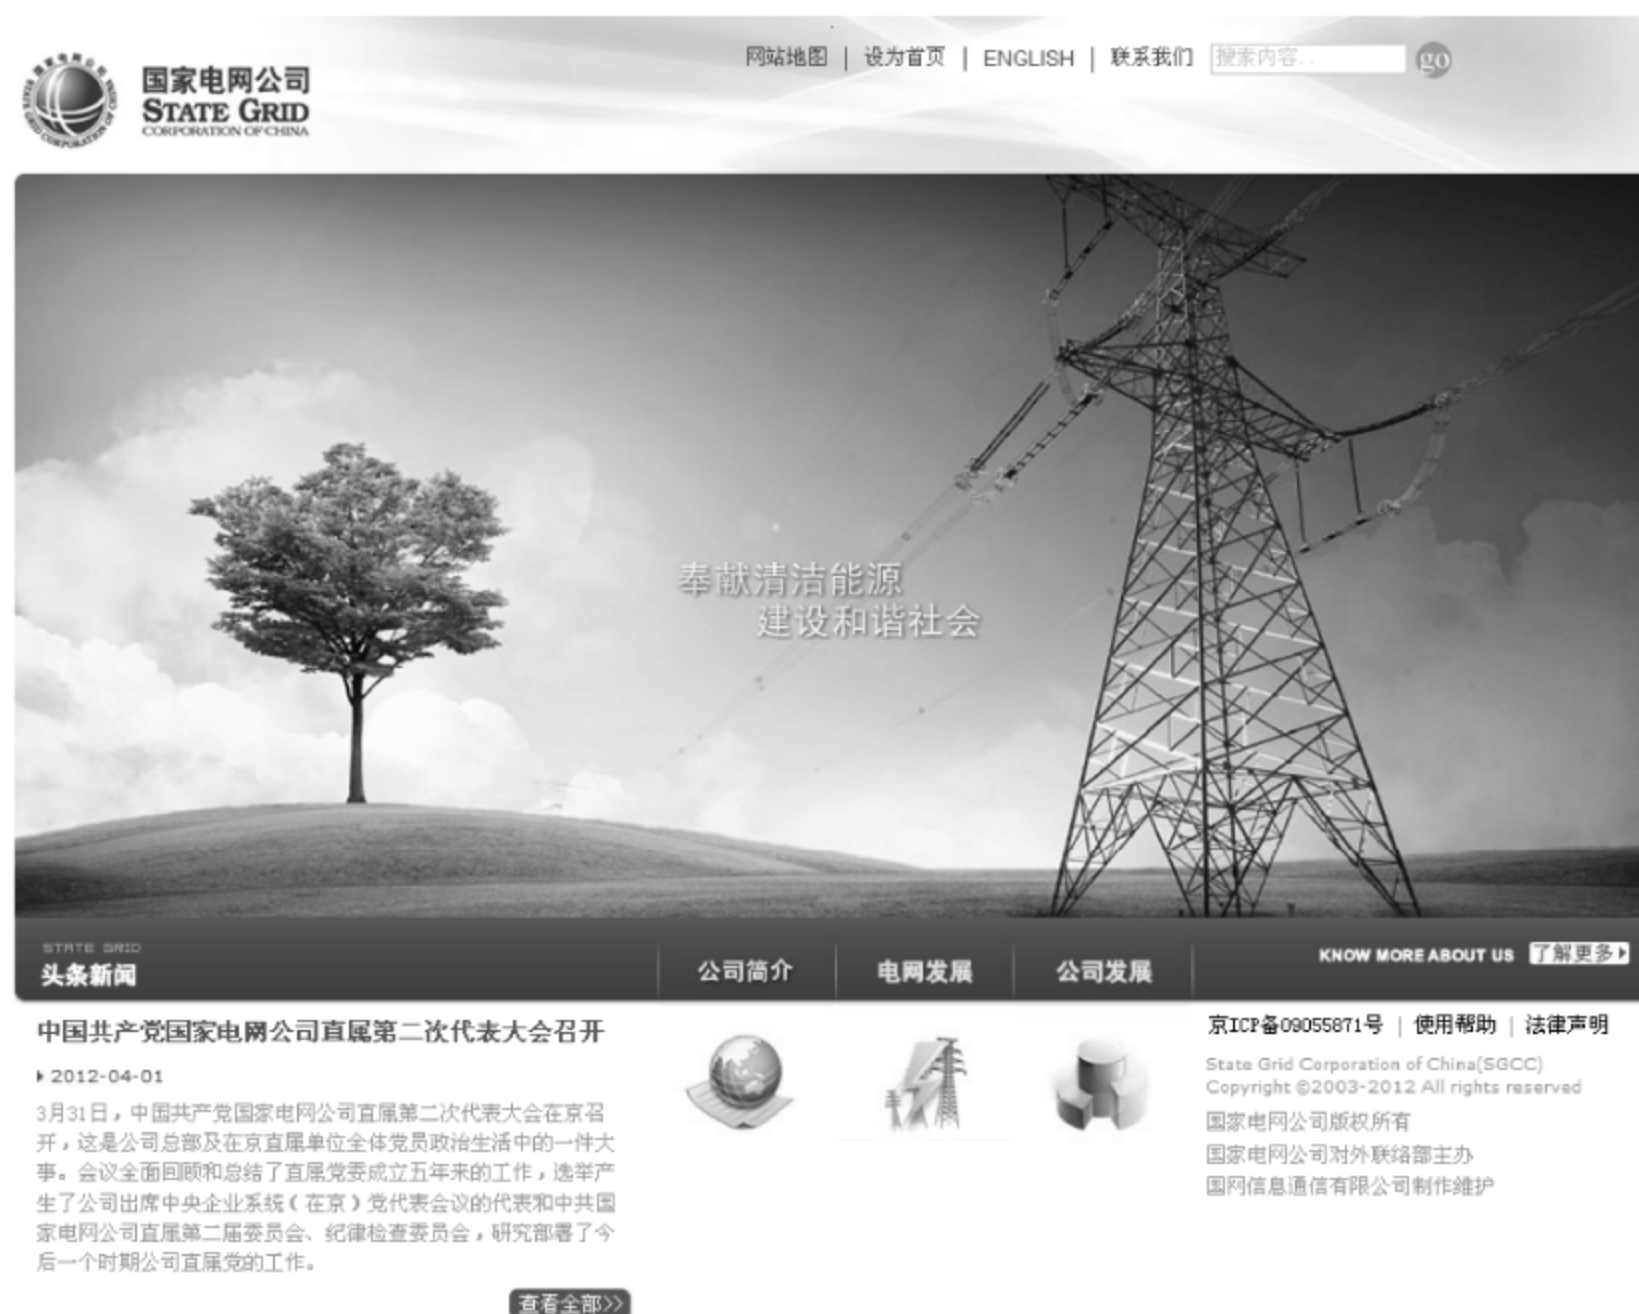 网站地图 | 设为首页 | ENGLISH | 联系我们 搜索内容.. go
国家电网公司
STATE GRID
CORPORATION OF CHINA
奉献清洁能源
建设和谐社会
STATE GRID
头条新闻
公司简介 电网发展 公司发展
KNOW MORE ABOUT US 了解更多
中国共产党国家电网公司直属第二次代表大会召开
2012-04-01
3月31日，中国共产党国家电网公司直属第二次代表大会在京召
开，这是公司总部及在京直属单位全体党员政治生活中的一件大
事。会议全面回顾和总结了直属党委成立五年来的工作，选举产
生了公司出席中央企业系统（在京）党代表会议的代表和中共国
家电网公司直属第二届委员会、纪律检查委员会，研究部署了今
后一个时期公司直属党的工作。
查看全部>>
京ICP备09055871号 | 使用帮助 | 法律声明
State Grid Corporation of China(SGCC)
Copyright ©2003-2012 All rights reserved
国家电网公司版权所有
国家电网公司对外联络部主办
国网信息通信有限公司制作维护